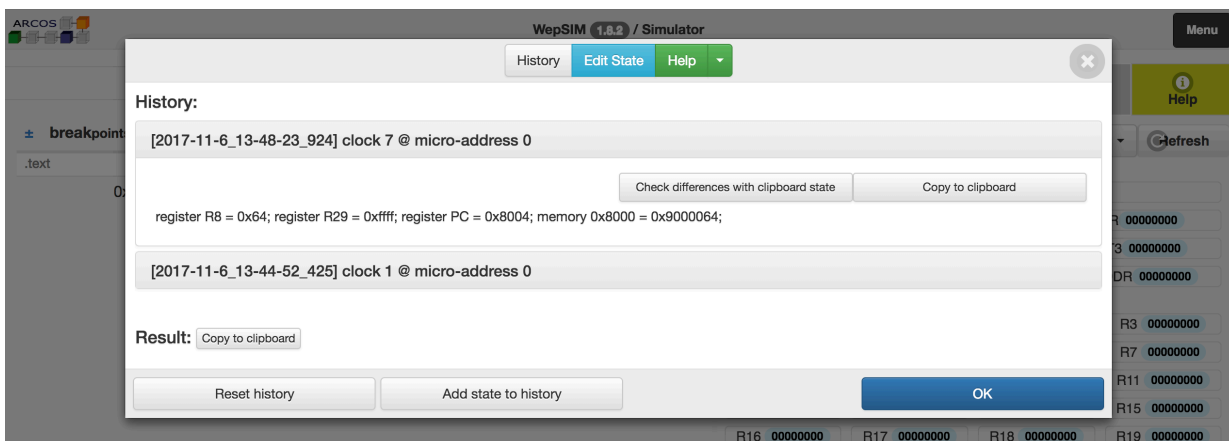 ARCOS
WepSIM 1.8.2 / Simulator
Menu
History Edit State Help
Help
History:
± breakpoint
[2017-11-6_13-48-23_924] clock 7 @ micro-address 0
Refresh
.text
Check differences with clipboard state Copy to clipboard
0x
register R8 = 0x64; register R29 = 0xffff; register PC = 0x8004; memory 0x8000 = 0x9000064;
R 00000000
3 00000000
[2017-11-6_13-44-52_425] clock 1 @ micro-address 0
DR 00000000
R3 00000000
Result: Copy to clipboard
R7 00000000
R11 00000000
Reset history Add state to history OK
R15 00000000
R16 00000000 R17 00000000 R18 00000000 R19 00000000